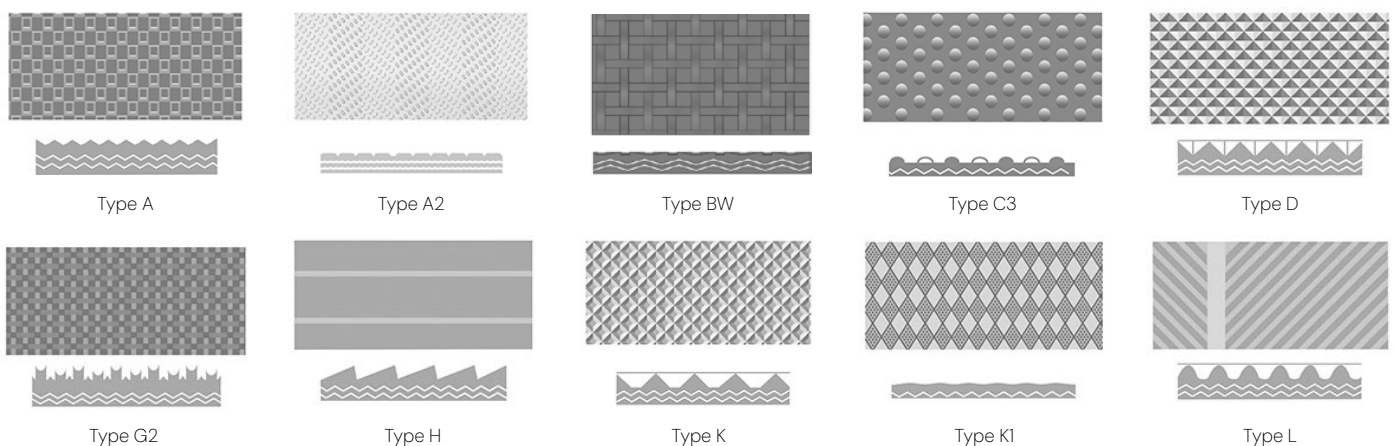 Type A
Type A2
Type BW
Type C3
Type D
Type G2
Type H
Type K
Type K1
Type L